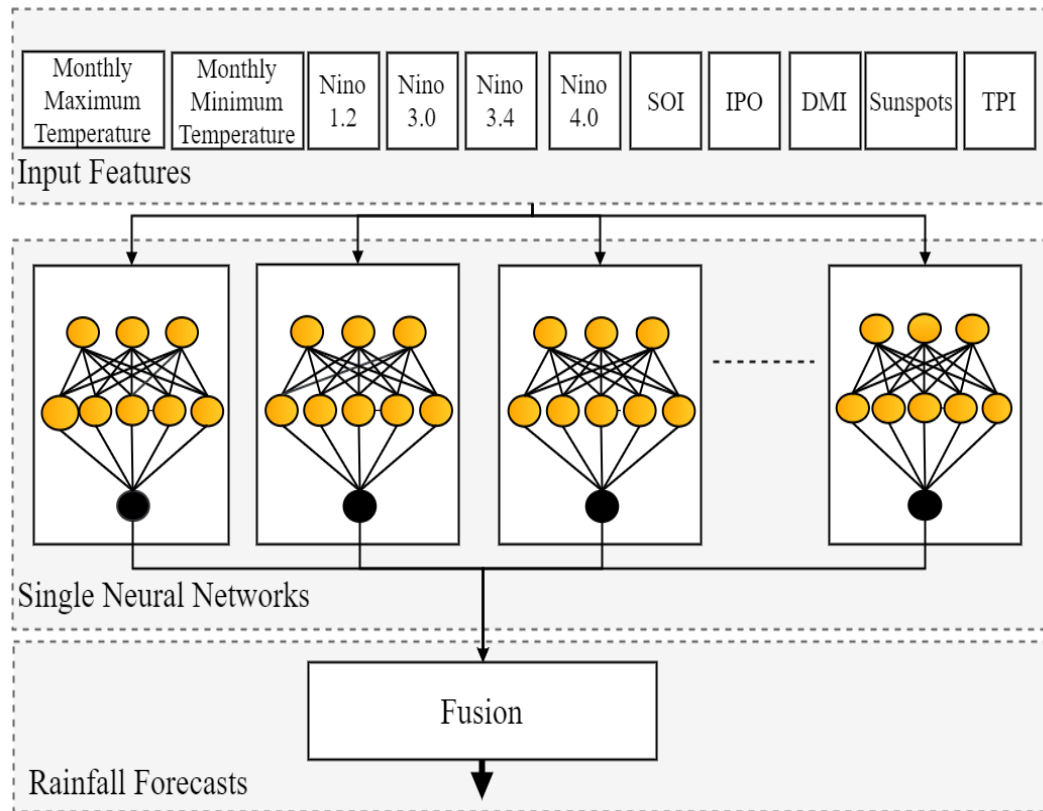 Monthly
Maximum
Temperature
Monthly
Minimum
Temperature
Nino
1.2
Nino
3.0
Nino
3.4
Nino
4.0
SOI
IPO
DMI
Sunspots
TPI
Input Features
Single Neural Networks
Fusion
Rainfall Forecasts